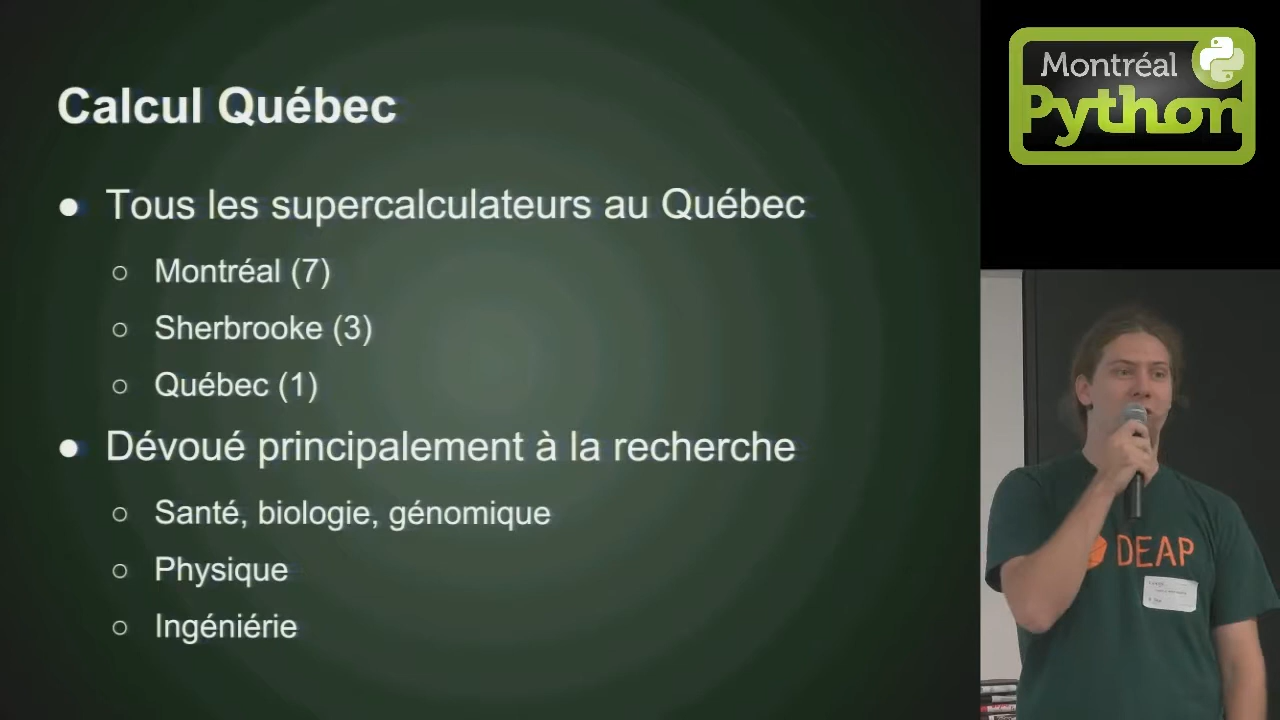 Calcul Québec
● Tous les supercalculateurs au Québec
○ Montréal (7)
○ Sherbrooke (3)
○ Québec (1)
● Dévoué principalement à la recherche
○ Santé, biologie, génomique
○ Physique
○ Ingéniérie
Montréal
Python
DEAP